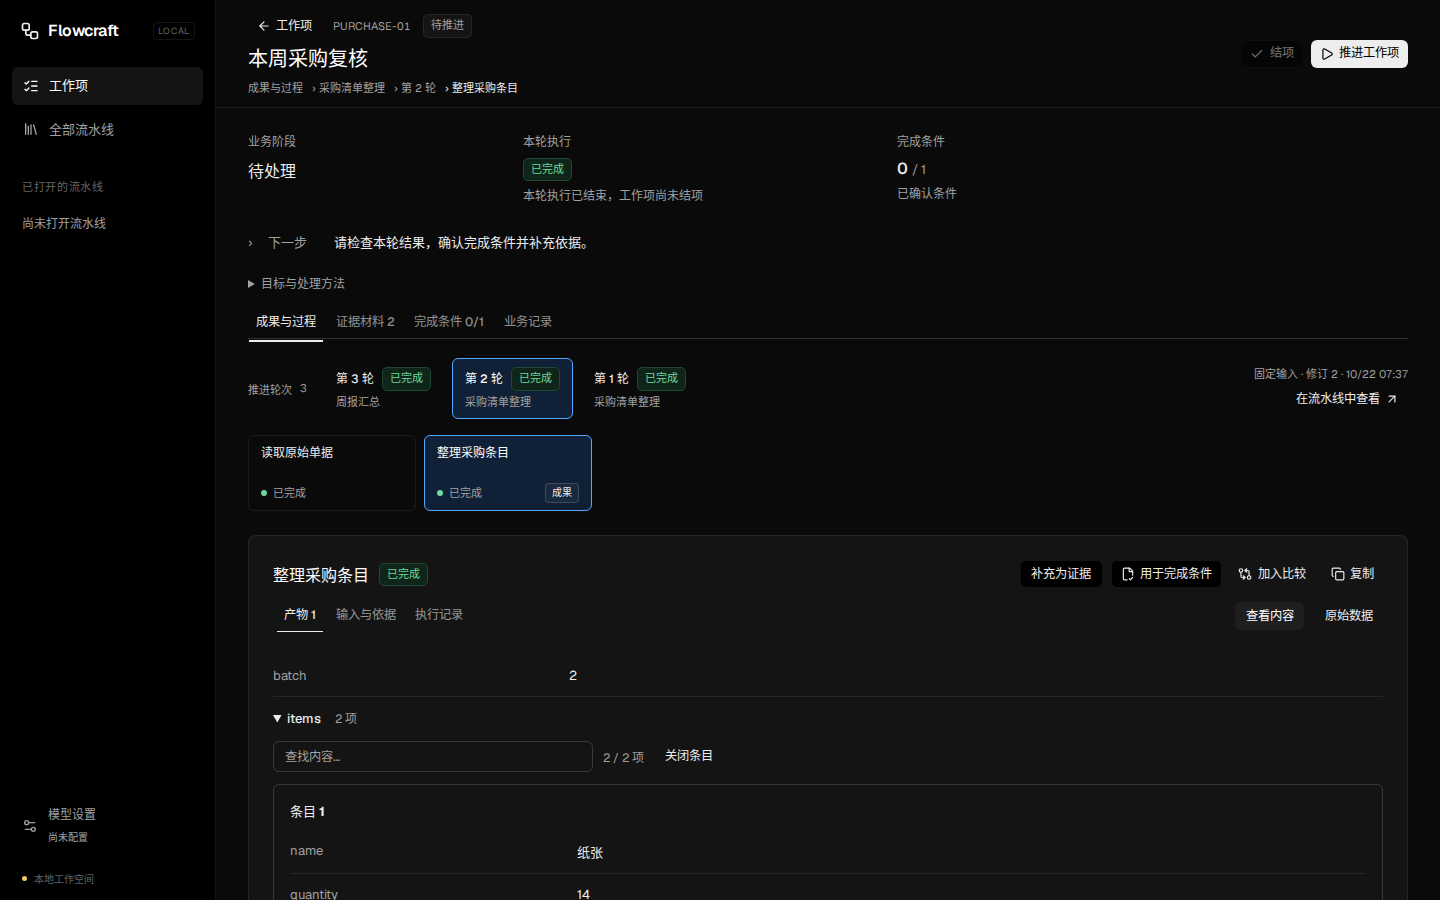 Flowcraft LOCAL
工作项
全部流水线
已打开的流水线
尚未打开流水线
模型设置
尚未配置
本地工作空间
工作项 PURCHASE-01 待推进
本周采购复核
成果与过程 › 采购清单整理 › 第 2 轮 › 整理采购条目
结项 推进工作项
业务阶段
待处理
本轮执行
已完成
本轮执行已结束，工作项尚未结项
完成条件
0 / 1
已确认条件
› 下一步 请检查本轮结果，确认完成条件并补充依据。
目标与处理方法
成果与过程 证据材料 2 完成条件 0/1 业务记录
推进轮次 3
第 3 轮 已完成
周报汇总
第 2 轮 已完成
采购清单整理
第 1 轮 已完成
采购清单整理
固定输入 · 修订 2 · 10/22 07:37
在流水线中查看
读取原始单据
已完成
整理采购条目
已完成 成果
整理采购条目 已完成
补充为证据 用于完成条件 加入比较 复制
产物 1 输入与依据 执行记录
查看内容 原始数据
batch 2
items 2 项
查找内容… 2 / 2 项 关闭条目
条目 1
name 纸张
quantity 14